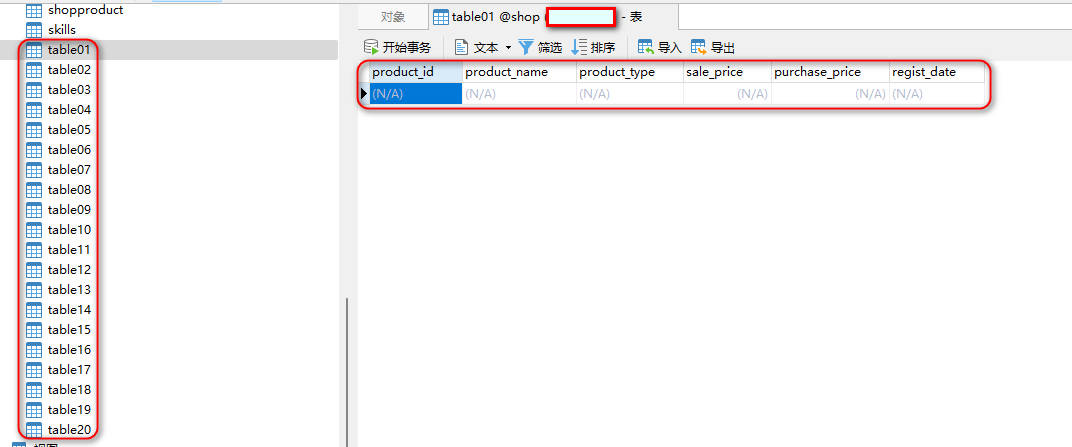 shopproduct
skills
table01
table02
table03
table04
table05
table06
table07
table08
table09
table10
table11
table12
table13
table14
table15
table16
table17
table18
table19
table20
对象 table01 @shop ( - 表
开始事务 文本 筛选 排序 导入 导出
product_id product_name product_type sale_price purchase_price regist_date
(N/A) (N/A) (N/A) (N/A) (N/A) (N/A)